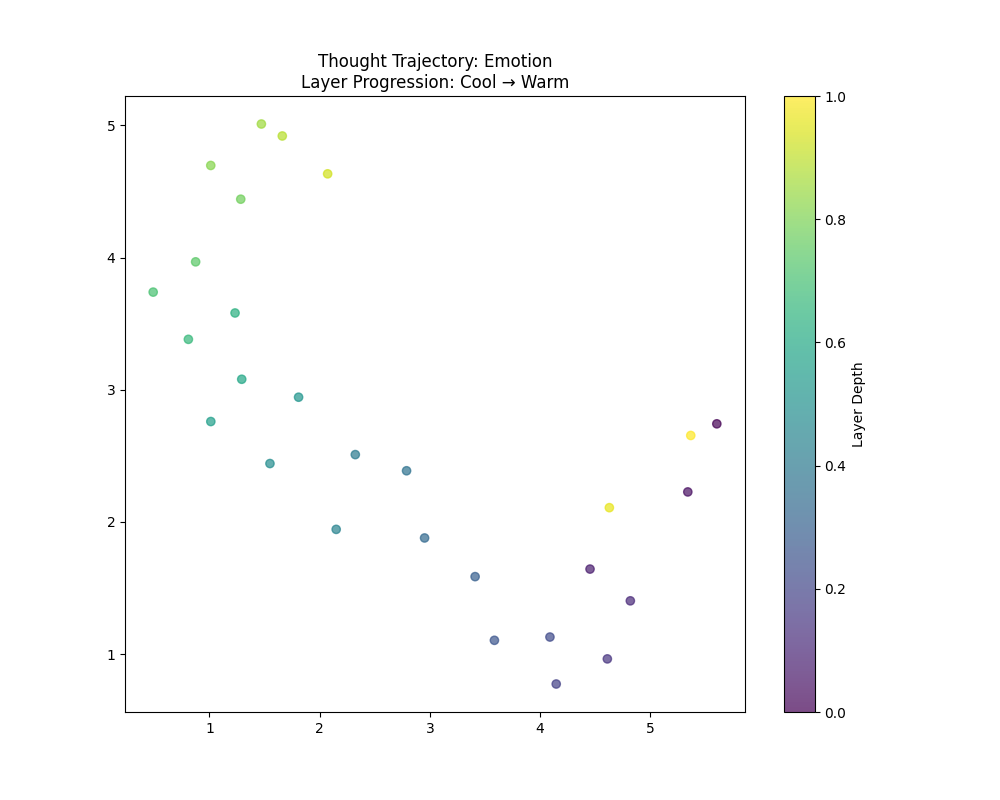 Thought Trajectory: Emotion
Layer Progression: Cool → Warm
5
4
3
2
1
1 2 3 4 5
1.0
0.8
0.6
0.4
0.2
0.0
Layer Depth